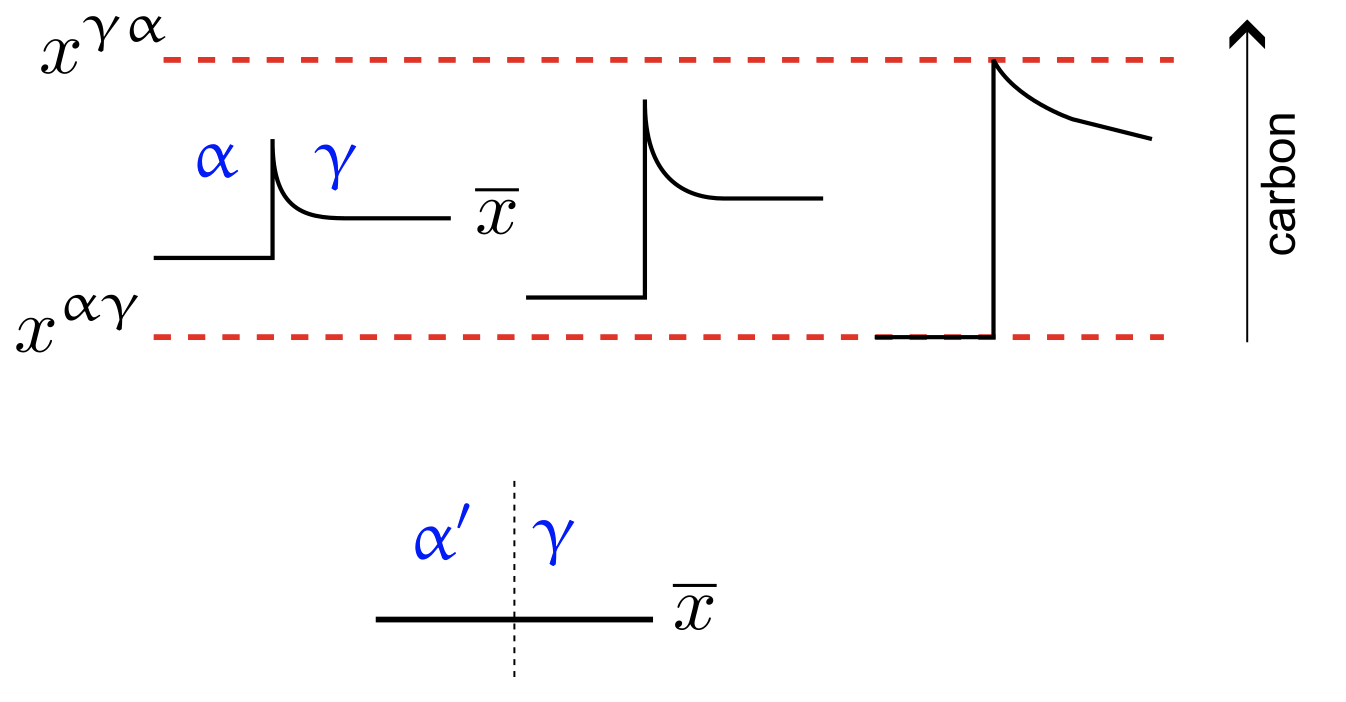 x^{γα}
α γ
x̄
x^{αγ}
carbon
α′ γ
x̄